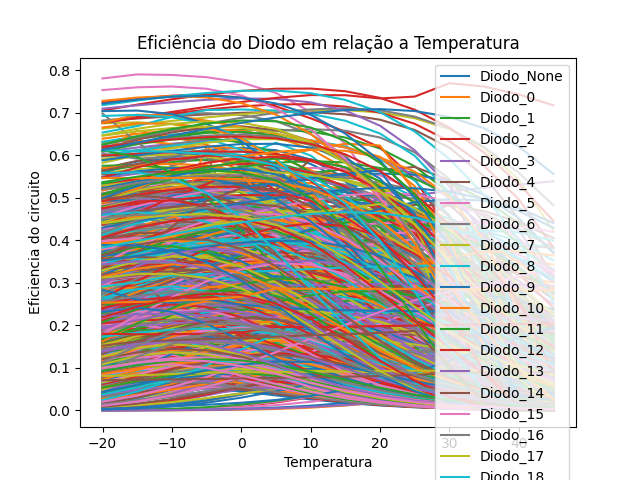 Eficiência do Diodo em relação a Temperatura
Eficiencia do circuito
0.8
0.7
0.6
0.5
0.4
0.3
0.2
0.1
0.0
−20
−10
0
10
20
30
40
Temperatura
Diodo_None
Diodo_0
Diodo_1
Diodo_2
Diodo_3
Diodo_4
Diodo_5
Diodo_6
Diodo_7
Diodo_8
Diodo_9
Diodo_10
Diodo_11
Diodo_12
Diodo_13
Diodo_14
Diodo_15
Diodo_16
Diodo_17
Diodo_18